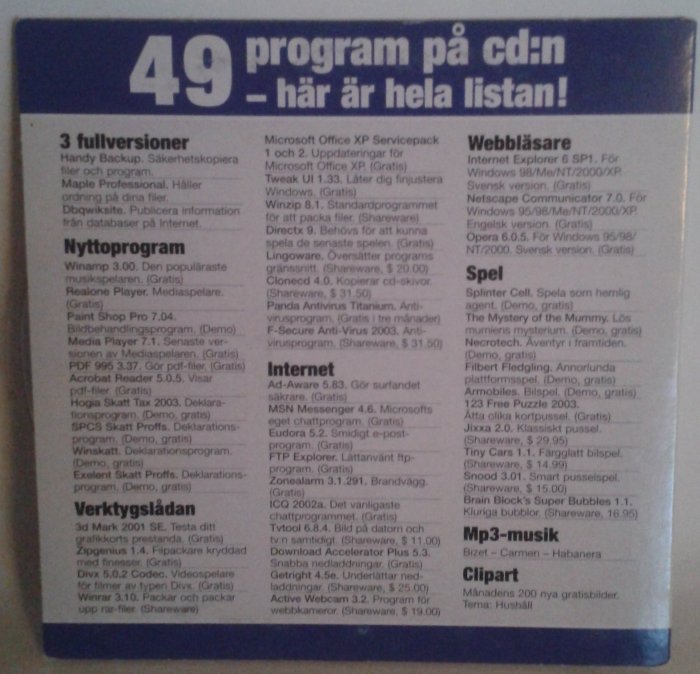 49 program på cd:n
– här är hela listan!
3 fullversioner
Handy Backup. Säkerhetskopiera
filer och program.
Maple Professional. Håller
ordning på dina filer.
Dbqwiksite. Publicera information
från databaser på Internet.
Nyttoprogram
Winamp 3.00. Den populäraste
musikspelaren. (Gratis)
Realone Player. Mediaspelare.
(Gratis)
Paint Shop Pro 7.04.
Bildbehandlingsprogram. (Demo)
Media Player 7.1. Senaste ver-
sionen av Mediaspelaren. (Gratis)
PDF 995 3.37. Gör pdf-filer. (Gratis)
Acrobat Reader 5.0.5. Visar
pdf-filer. (Gratis)
Hogia Skatt Tax 2003. Deklara-
tionsprogram. (Demo, gratis)
SPCS Skatt Proffs. Deklarations-
program. (Demo, gratis)
Winskatt. Deklarationsprogram.
(Demo, gratis)
Exelent Skatt Proffs. Deklarations-
program. (Demo, gratis)
Verktygslådan
3d Mark 2001 SE. Testa ditt
grafikkorts prestanda. (Gratis)
Zipgenius 1.4. Filpackare kryddad
med finesser. (Gratis)
Divx 5.0.2 Codec. Videospelare
för filmer av typen Divx. (Gratis)
Winrar 3.10. Packar och packar
upp rar-filer. (Shareware)
Microsoft Office XP Servicepack
1 och 2. Uppdateringar för
Microsoft Office XP. (Gratis)
Tweak UI 1.33. Låter dig finjustera
Windows. (Gratis)
Winzip 8.1. Standardprogrammet
för att packa filer. (Shareware)
Directx 9. Behövs för att kunna
spela de senaste spelen. (Gratis)
Lingoware. Översätter programs
gränssnitt. (Shareware, $ 20.00)
Clonecd 4.0. Kopierar cd-skivor.
(Shareware, $ 31.50)
Panda Antivirus Titanium. Anti-
virusprogram. (Gratis i tre månader)
F-Secure Anti-Virus 2003. Anti-
virusprogram. (Shareware, $ 31.50)
Internet
Ad-Aware 5.83. Gör surfandet
säkrare. (Gratis)
MSN Messenger 4.6. Microsofts
eget chattprogram. (Gratis)
Eudora 5.2. Smidigt e-post-
program. (Gratis)
FTP Explorer. Lättanvänt ftp-
program. (Gratis)
Zonealarm 3.1.291. Brandvägg.
(Gratis)
ICQ 2002a. Det vanligaste
chattprogrammet. (Gratis)
Tvtool 6.8.4. Bild på datorn och
tv:n samtidigt. (Shareware, $ 11.00)
Download Accelerator Plus 5.3.
Snabba nedladdningar. (Gratis)
Getright 4.5e. Underlättar ned-
laddningar. (Shareware, $ 25.00)
Active Webcam 3.2. Program för
webbkameror. (Shareware, $ 19.00)
Webbläsare
Internet Explorer 6 SP1. För
Windows 98/Me/NT/2000/XP.
Svensk version. (Gratis)
Netscape Communicator 7.0. För
Windows 95/98/Me/NT/2000/XP.
Engelsk version. (Gratis)
Opera 6.0.5. För Windows 95/98/
NT/2000. Svensk version. (Gratis)
Spel
Splinter Cell. Spela som hemlig
agent. (Demo, gratis)
The Mystery of the Mummy. Lös
mumiens mysterium. (Demo, gratis)
Necrotech. Äventyr i framtiden.
(Demo, gratis)
Filbert Fledgling. Annorlunda
plattformsspel. (Demo, gratis)
Armobiles. Bilspel. (Demo, gratis)
123 Free Puzzle 2003.
Åtta olika kortpussel. (Gratis)
Jixxa 2.0. Klassiskt pussel.
(Shareware, $ 29.95)
Tiny Cars 1.1. Färgglatt bilspel.
(Shareware, $ 14.99)
Snood 3.01. Smart pusselspel.
(Shareware, $ 15.00)
Brain Block's Super Bubbles 1.1.
Kluriga bubblor. (Shareware, 16.95)
Mp3-musik
Bizet – Carmen – Habanera
Clipart
Månadens 200 nya gratisbilder.
Tema: Hushåll